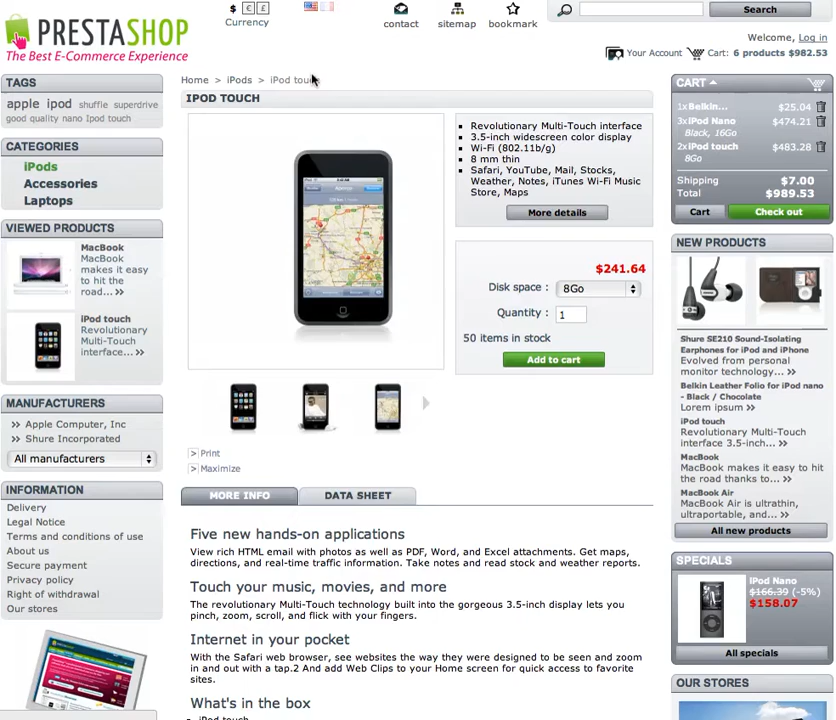 $ € £
Currency
contact
sitemap
bookmark
Search
PRESTASHOP
The Best E-Commerce Experience
Welcome, Log in
Your Account Cart: 6 products $982.53
TAGS
apple ipod shuffle superdrive
good quality nano Ipod touch
CATEGORIES
iPods
Accessories
Laptops
VIEWED PRODUCTS
MacBook
MacBook
makes it easy
to hit the
road... >>
iPod touch
Revolutionary
Multi-Touch
interface... >>
MANUFACTURERS
>> Apple Computer, Inc
>> Shure Incorporated
All manufacturers
INFORMATION
Delivery
Legal Notice
Terms and conditions of use
About us
Secure payment
Privacy policy
Right of withdrawal
Our stores
Home > iPods > iPod touch
IPOD TOUCH
Revolutionary Multi-Touch interface
3.5-inch widescreen color display
Wi-Fi (802.11b/g)
8 mm thin
Safari, YouTube, Mail, Stocks,
Weather, Notes, iTunes Wi-Fi Music
Store, Maps
More details
$241.64
Disk space : 8Go
Quantity : 1
50 items in stock
Add to cart
> Print
> Maximize
MORE INFO
DATA SHEET
Five new hands-on applications
View rich HTML email with photos as well as PDF, Word, and Excel attachments. Get maps,
directions, and real-time traffic information. Take notes and read stock and weather reports.
Touch your music, movies, and more
The revolutionary Multi-Touch technology built into the gorgeous 3.5-inch display lets you
pinch, zoom, scroll, and flick with your fingers.
Internet in your pocket
With the Safari web browser, see websites the way they were designed to be seen and zoom
in and out with a tap.2 And add Web Clips to your Home screen for quick access to favorite
sites.
What's in the box
iPod touch
CART
1x Belkin... $25.04
3x iPod Nano $474.21
Black, 16Go
2x iPod touch $483.28
8Go
Shipping $7.00
Total $989.53
Cart
Check out
NEW PRODUCTS
Shure SE210 Sound-Isolating
Earphones for iPod and iPhone
Evolved from personal
monitor technology... >>
Belkin Leather Folio for iPod nano
- Black / Chocolate
Lorem ipsum >>
iPod touch
Revolutionary Multi-Touch
interface 3.5-inch... >>
MacBook
MacBook makes it easy to hit
the road thanks to... >>
MacBook Air
MacBook Air is ultrathin,
ultraportable, and... >>
All new products
SPECIALS
iPod Nano
$166.39 (-5%)
$158.07
All specials
OUR STORES